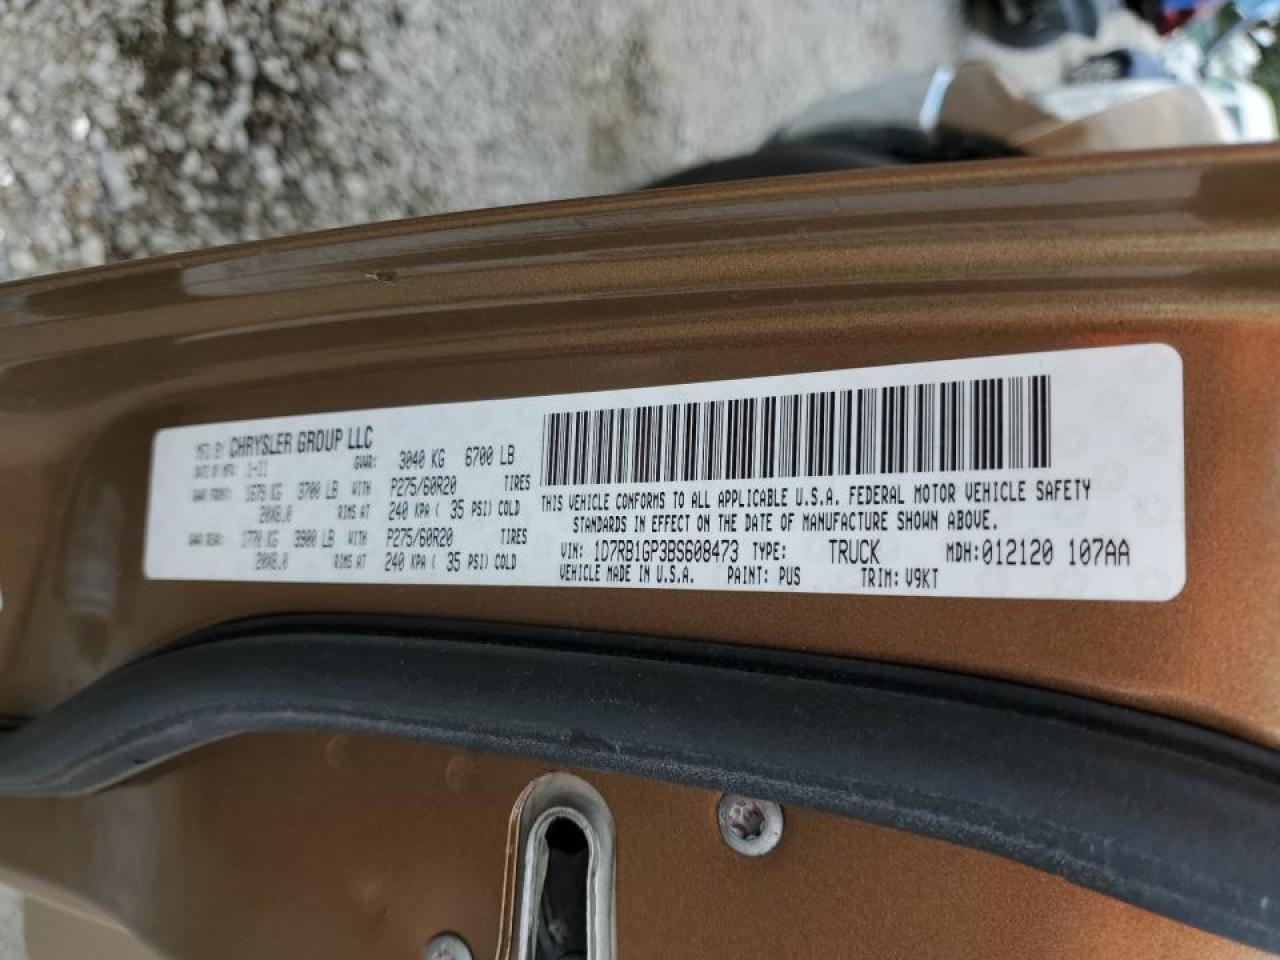 MFD BY CHRYSLER GROUP LLC
DATE OF MFR: 1-11 GVWR: 3040 KG 6700 LB
GAWR FRONT: 1679 KG 3700 LB WITH P275/60R20 TIRES
20X8.0 RIMS AT 240 KPA ( 35 PSI) COLD
GAWR REAR: 1770 KG 3900 LB WITH P275/60R20 TIRES
20X8.0 RIMS AT 240 KPA ( 35 PSI) COLD
THIS VEHICLE CONFORMS TO ALL APPLICABLE U.S.A. FEDERAL MOTOR VEHICLE SAFETY
STANDARDS IN EFFECT ON THE DATE OF MANUFACTURE SHOWN ABOVE.
VIN: 1D7RB1GP3BS608473 TYPE: TRUCK MDH:012120 107AA
VEHICLE MADE IN U.S.A. PAINT: PUS TRIM: V9KT